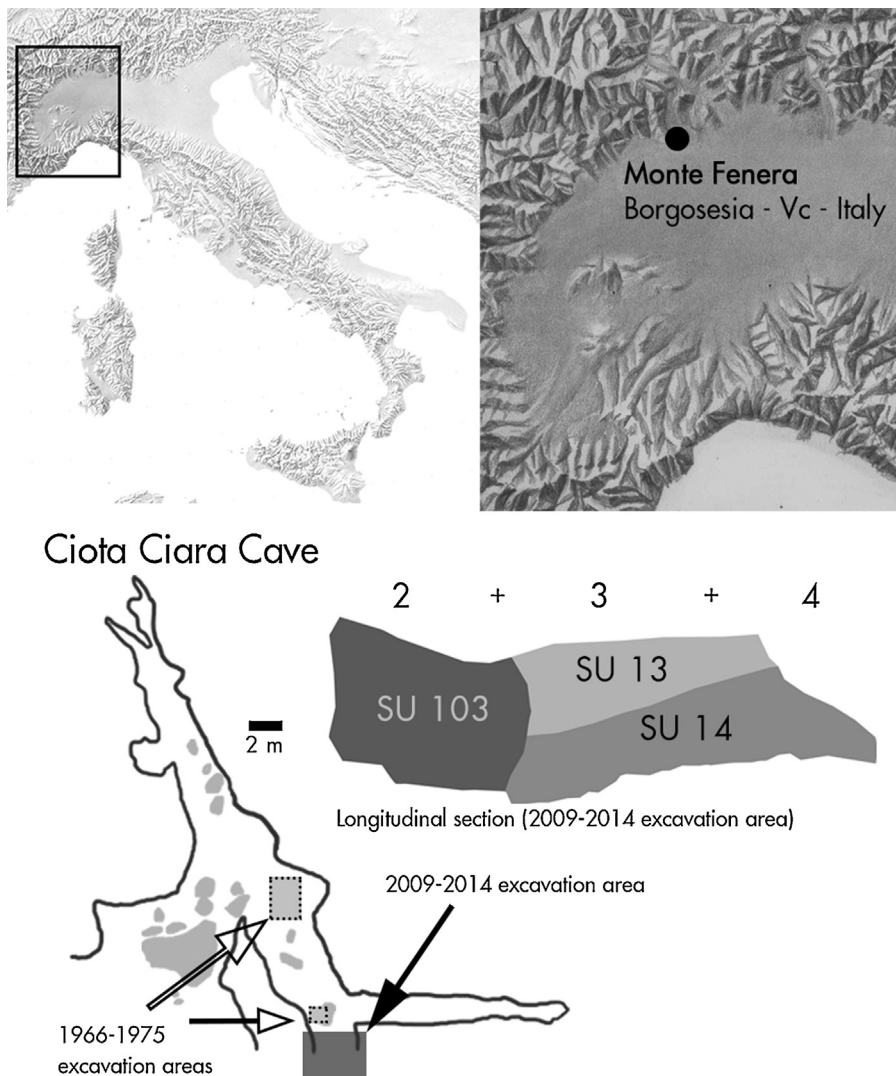 Monte Fenera
Borgosesia - Vc - Italy
Ciota Ciara Cave
2 + 3 + 4
SU 13
SU 103
SU 14
2 m
Longitudinal section (2009-2014 excavation area)
2009-2014 excavation area
1966-1975
excavation areas